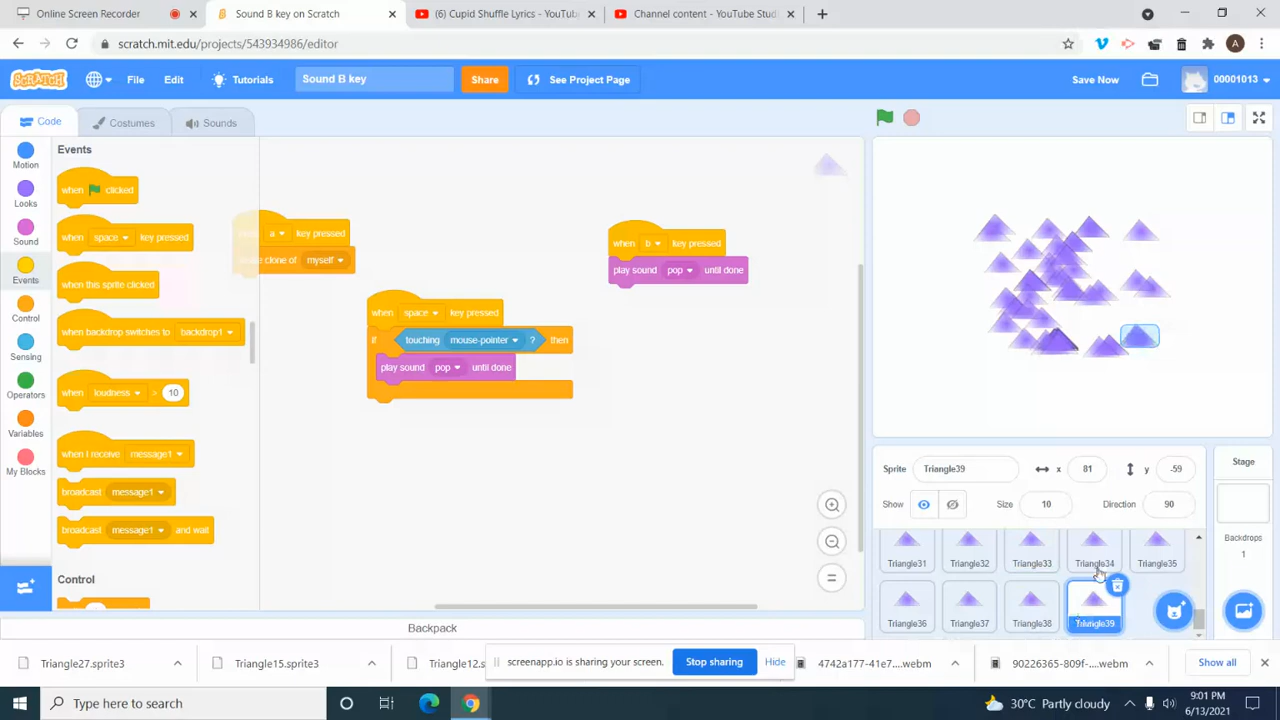 Online Screen Recorder
Sound B key on Scratch
(6) Cupid Shuffle Lyrics - YouTube
Channel content - YouTube Stud
scratch.mit.edu/projects/543934986/editor
A
SCRATCH
File
Edit
Tutorials
Sound B key
Share
See Project Page
Save Now
00001013
Code
Costumes
Sounds
Motion
Looks
Sound
Events
Control
Sensing
Operators
Variables
My Blocks
Events
when clicked
when space key pressed
when this sprite clicked
when backdrop switches to backdrop1
when loudness > 10
when I receive message1
broadcast message1
broadcast message1 and wait
Control
a key pressed
clone of myself
when space key pressed
if touching mouse-pointer ? then
play sound pop until done
when b key pressed
play sound pop until done
Sprite Triangle39 x 81 y -59
Show Size 10 Direction 90
Triangle31 Triangle32 Triangle33 Triangle34 Triangle35
Triangle36 Triangle37 Triangle38 Triangle39
Stage
Backdrops
1
Backpack
Triangle27.sprite3
Triangle15.sprite3
Triangle12.s
screenapp.io is sharing your screen.
Stop sharing
Hide
4742a177-41e7....webm
90226365-809f-....webm
Show all
Type here to search
30°C Partly cloudy
9:01 PM
6/13/2021